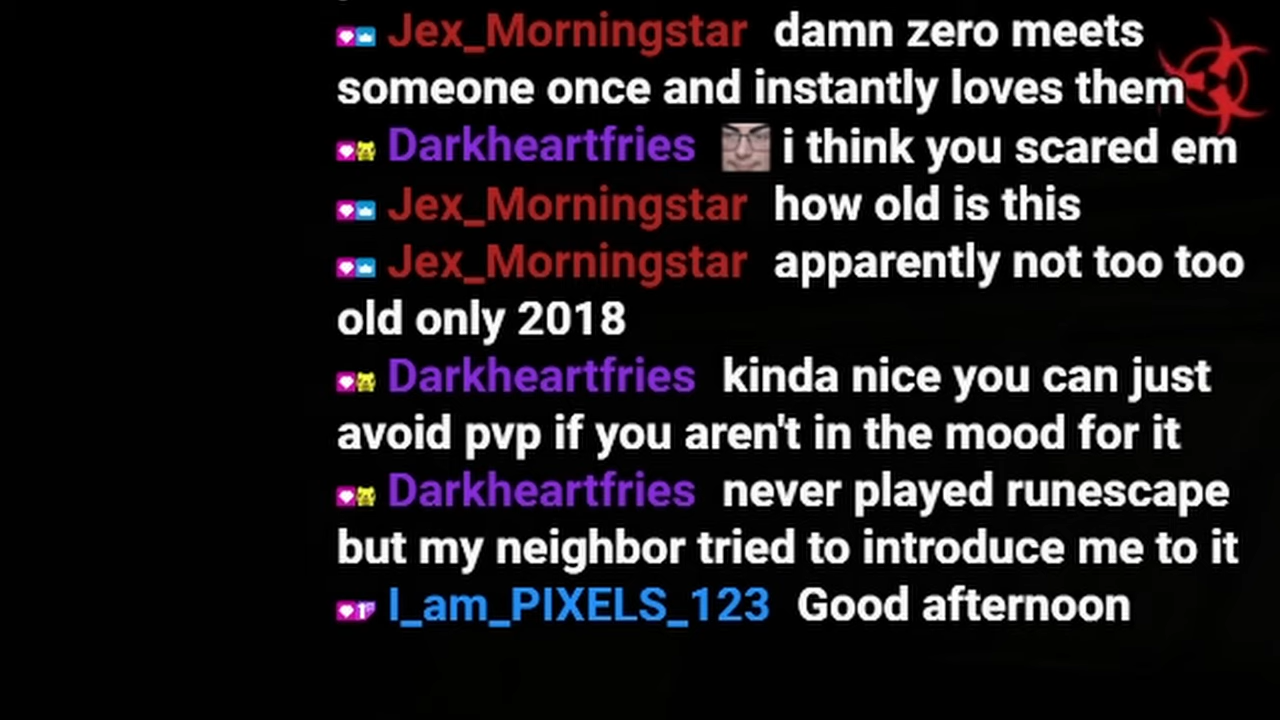 Jex_Morningstar damn zero meets
someone once and instantly loves them
Darkheartfries i think you scared em
Jex_Morningstar how old is this
Jex_Morningstar apparently not too too
old only 2018
Darkheartfries kinda nice you can just
avoid pvp if you aren't in the mood for it
Darkheartfries never played runescape
but my neighbor tried to introduce me to it
I_am_PIXELS_123 Good afternoon